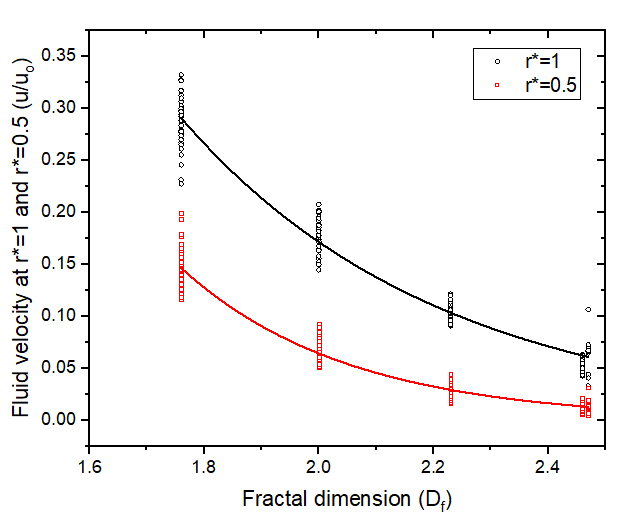 0.35
0.30
0.25
0.20
0.15
0.10
0.05
0.00
Fluid velocity at r*=1 and r*=0.5 (u/uo)
r*=1
r*=0.5
1.6 1.8 2.0 2.2 2.4
Fractal dimension (Df)